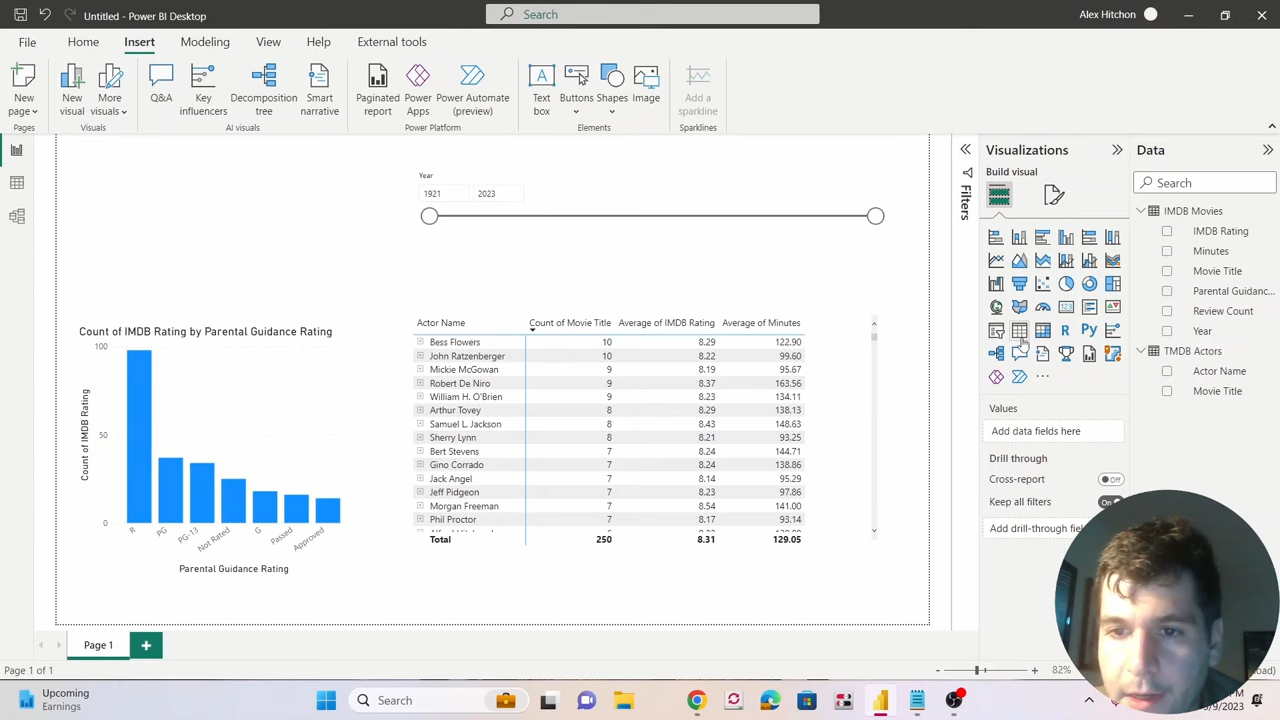 Untitled - Power BI Desktop
Search
Alex Hitchon
File
Home
Insert
Modeling
View
Help
External tools
New page
New visual
More visuals
Q&A
Key influencers
Decomposition tree
Smart narrative
Paginated report
Power Apps
Power Automate (preview)
Text box
Buttons
Shapes
Image
Add a sparkline
Pages
Visuals
AI visuals
Power Platform
Elements
Sparklines
Year
1921
2023
Count of IMDB Rating by Parental Guidance Rating
100
50
0
Count of IMDB Rating
R
PG
PG-13
Not Rated
G
Passed
Approved
Parental Guidance Rating
Actor Name Count of Movie Title Average of IMDB Rating Average of Minutes
Bess Flowers 10 8.29 122.90
John Ratzenberger 10 8.22 99.60
Mickie McGowan 9 8.19 95.67
Robert De Niro 9 8.37 163.56
William H. O'Brien 9 8.23 134.11
Arthur Tovey 8 8.29 138.13
Samuel L. Jackson 8 8.43 148.63
Sherry Lynn 8 8.21 93.25
Bert Stevens 7 8.24 144.71
Gino Corrado 7 8.24 138.86
Jack Angel 7 8.14 95.29
Jeff Pidgeon 7 8.23 97.86
Morgan Freeman 7 8.54 141.00
Phil Proctor 7 8.17 93.14
Total 250 8.31 129.05
Filters
Visualizations
Build visual
R
Py
Values
Add data fields here
Drill through
Cross-report
Off
Keep all filters
On
Add drill-through fiel
Data
Search
IMDB Movies
IMDB Rating
Minutes
Movie Title
Parental Guidanc...
Review Count
Year
TMDB Actors
Actor Name
Movie Title
Page 1
Page 1 of 1
- + 82%
oad)
Upcoming
Earnings
Search
/9/2023